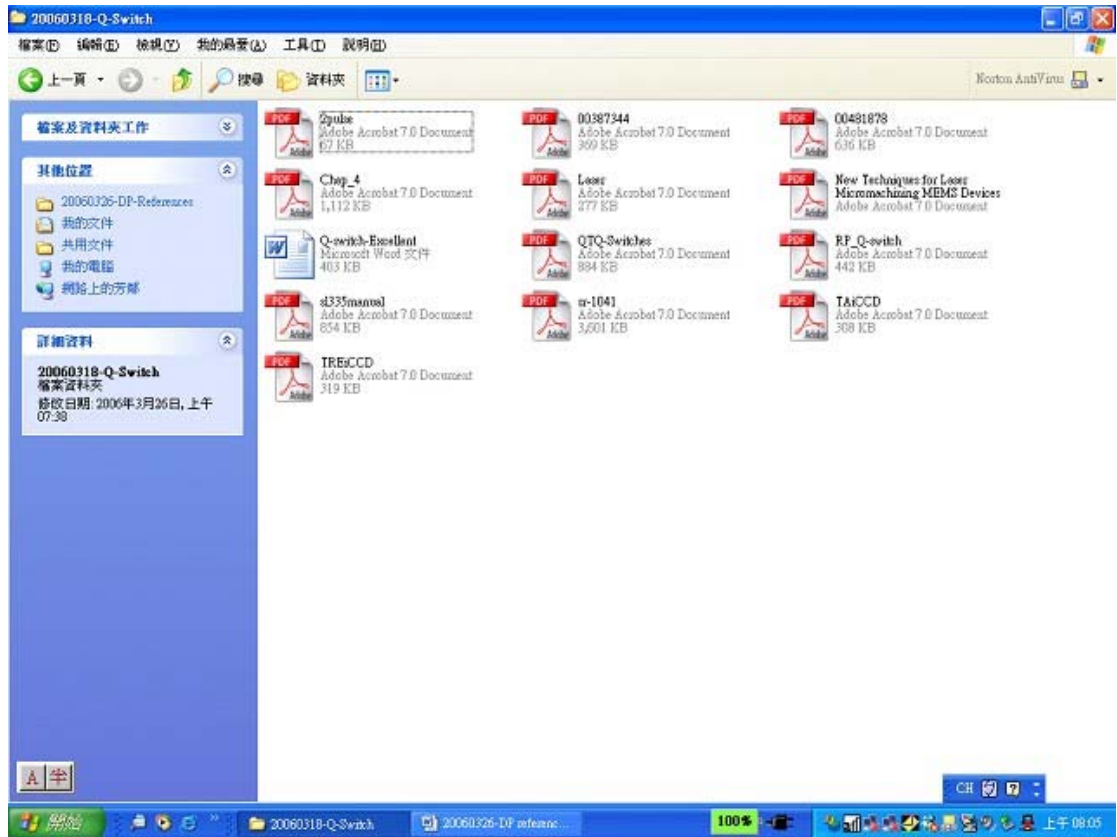 20060318-Q-Switch
檔案(F) 編輯(E) 檢視(V) 我的最愛(A) 工具(T) 說明(H)
上一頁 搜尋 資料夾 Norton AntiVirus
檔案及資料夾工作
其他位置
20060326-DP-References
我的文件
共用文件
我的電腦
網路上的芳鄰
詳細資料
20060318-Q-Switch
檔案資料夾
修改日期: 2006年3月26日, 上午
07:38
2pulse
Adobe Acrobat 7.0 Document
67 KB
00387344
Adobe Acrobat 7.0 Document
369 KB
00481878
Adobe Acrobat 7.0 Document
636 KB
Chap_4
Adobe Acrobat 7.0 Document
1,112 KB
Laser
Adobe Acrobat 7.0 Document
277 KB
New Techniques for Laser
Micromachining MEMS Devices
Adobe Acrobat 7.0 Document
Q-switch-Excellent
Microsoft Word 文件
403 KB
QTQ-Switches
Adobe Acrobat 7.0 Document
884 KB
RP_Q-switch
Adobe Acrobat 7.0 Document
442 KB
sl335manual
Adobe Acrobat 7.0 Document
854 KB
sr-1041
Adobe Acrobat 7.0 Document
3,601 KB
TAiCCD
Adobe Acrobat 7.0 Document
308 KB
TREiCCD
Adobe Acrobat 7.0 Document
319 KB
A 半
CH
開始 20060318-Q-Switch 20060326-DP referenc... 100% 上午 08:05